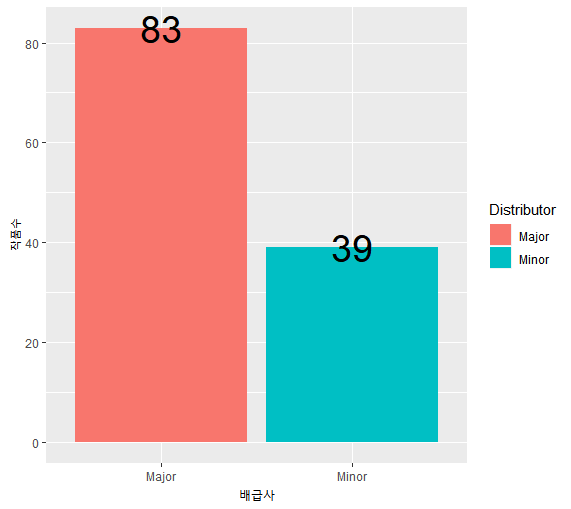 83
80
60
40
20
0
39
작품수
Major
Minor
배급사
Distributor
Major
Minor